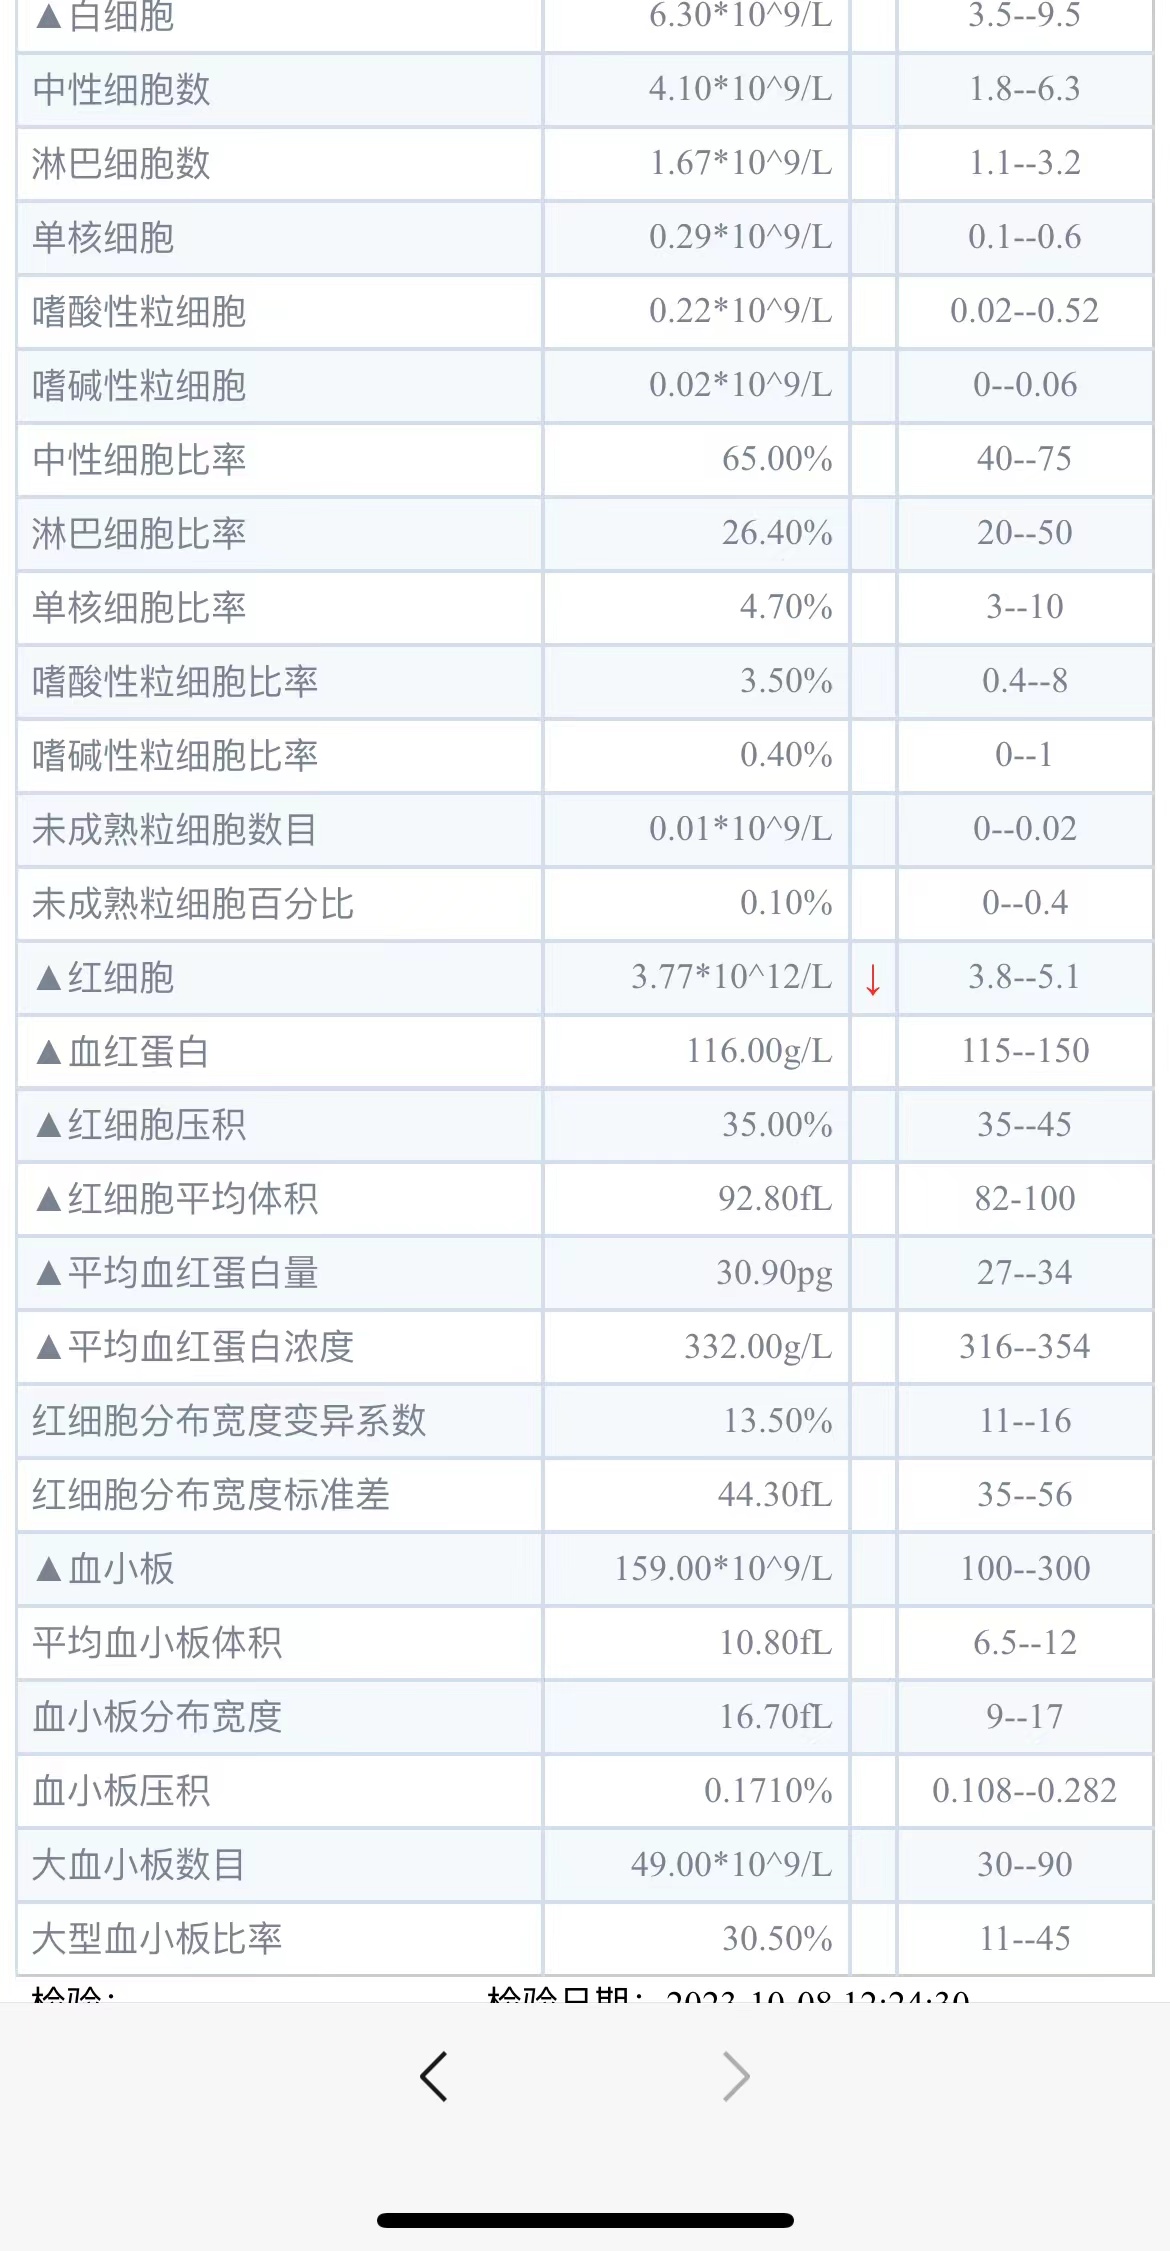 ▲白细胞 6.30*10^9/L 3.5--9.5
中性细胞数 4.10*10^9/L 1.8--6.3
淋巴细胞数 1.67*10^9/L 1.1--3.2
单核细胞 0.29*10^9/L 0.1--0.6
嗜酸性粒细胞 0.22*10^9/L 0.02--0.52
嗜碱性粒细胞 0.02*10^9/L 0--0.06
中性细胞比率 65.00% 40--75
淋巴细胞比率 26.40% 20--50
单核细胞比率 4.70% 3--10
嗜酸性粒细胞比率 3.50% 0.4--8
嗜碱性粒细胞比率 0.40% 0--1
未成熟粒细胞数目 0.01*10^9/L 0--0.02
未成熟粒细胞百分比 0.10% 0--0.4
▲红细胞 3.77*10^12/L ↓ 3.8--5.1
▲血红蛋白 116.00g/L 115--150
▲红细胞压积 35.00% 35--45
▲红细胞平均体积 92.80fL 82-100
▲平均血红蛋白量 30.90pg 27--34
▲平均血红蛋白浓度 332.00g/L 316--354
红细胞分布宽度变异系数 13.50% 11--16
红细胞分布宽度标准差 44.30fL 35--56
▲血小板 159.00*10^9/L 100--300
平均血小板体积 10.80fL 6.5--12
血小板分布宽度 16.70fL 9--17
血小板压积 0.1710% 0.108--0.282
大血小板数目 49.00*10^9/L 30--90
大型血小板比率 30.50% 11--45
检验： 检验日期：2023-10-08 12:24:30